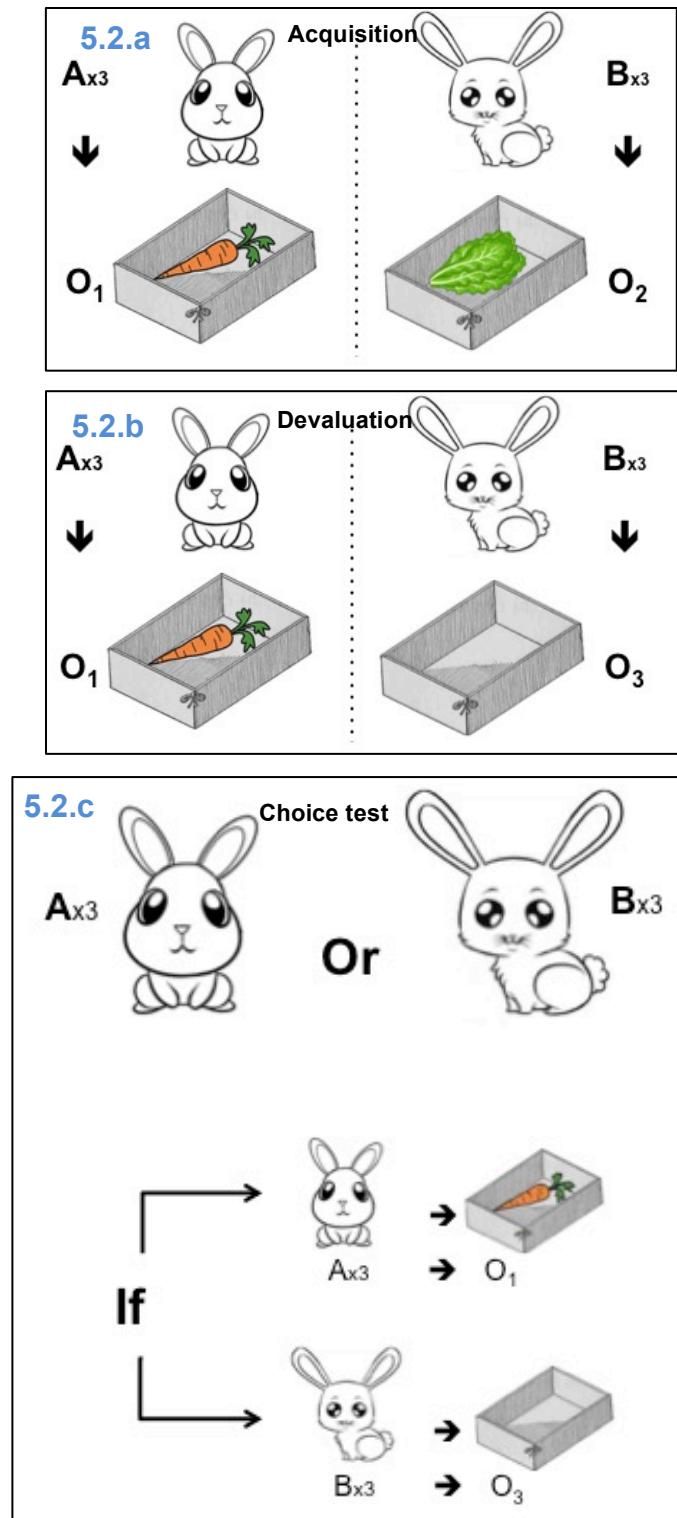 5.2.a
Acquisition
Ax3
Bx3
O1
O2
5.2.b
Devaluation
Ax3
Bx3
O1
O3
5.2.c
Choice test
Ax3
Bx3
Or
If
Ax3 → O1
Bx3 → O3